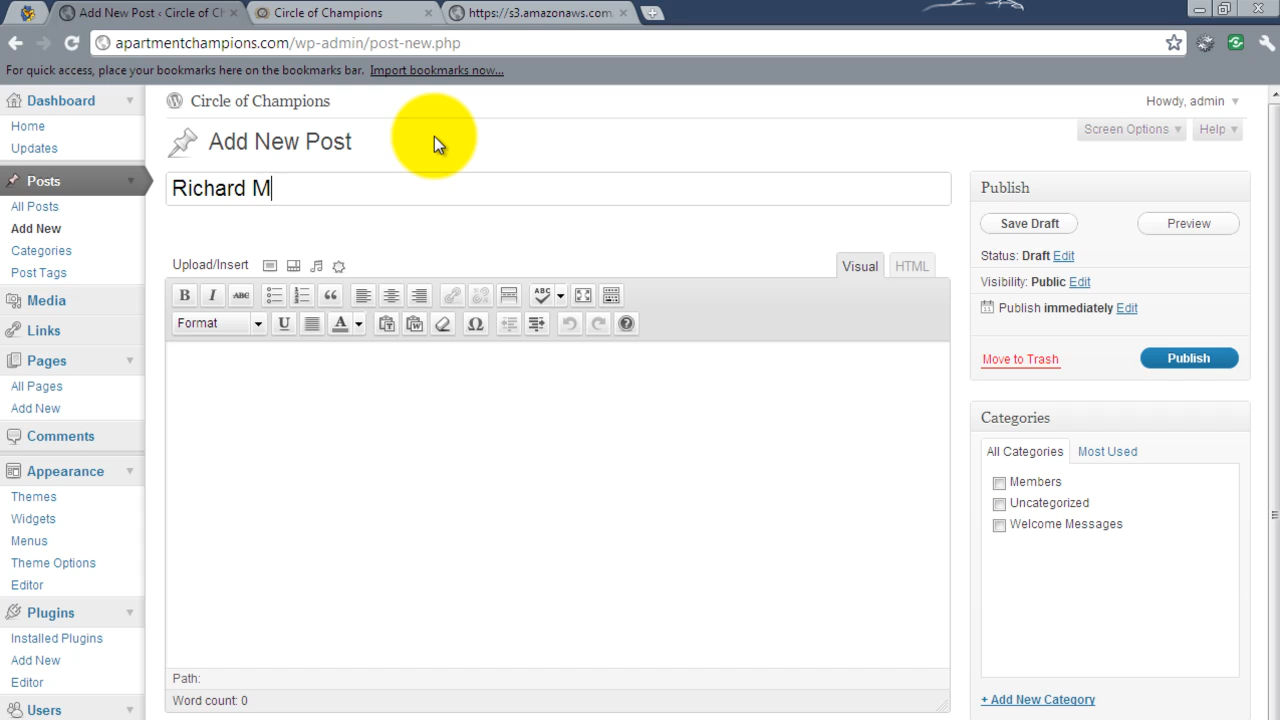 Add New Post ‹ Circle of Ch
Circle of Champions
https://s3.amazonaws.com
apartmentchampions.com/wp-admin/post-new.php
For quick access, place your bookmarks here on the bookmarks bar. Import bookmarks now...
Dashboard
Home
Updates
Posts
All Posts
Add New
Categories
Post Tags
Media
Links
Pages
All Pages
Add New
Comments
Appearance
Themes
Widgets
Menus
Theme Options
Editor
Plugins
Installed Plugins
Add New
Editor
Users
Circle of Champions
Howdy, admin
Screen Options
Help
Add New Post
Richard M
Upload/Insert
Visual
HTML
B I ABC
ABC
Format
U
A
Ω
Path:
Word count: 0
Publish
Save Draft
Preview
Status: Draft Edit
Visibility: Public Edit
Publish immediately Edit
Move to Trash
Publish
Categories
All Categories
Most Used
Members
Uncategorized
Welcome Messages
+ Add New Category